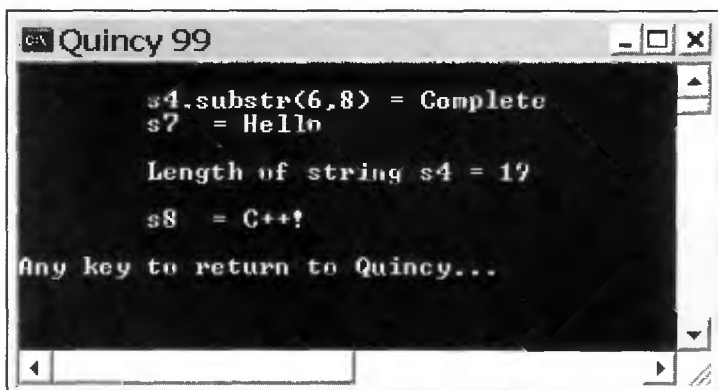 C:\ Quincy 99
s4.substr(6,8) = Complete
s7 = Hello
Length of string s4 = 19
s8 = C++!
Any key to return to Quincy...